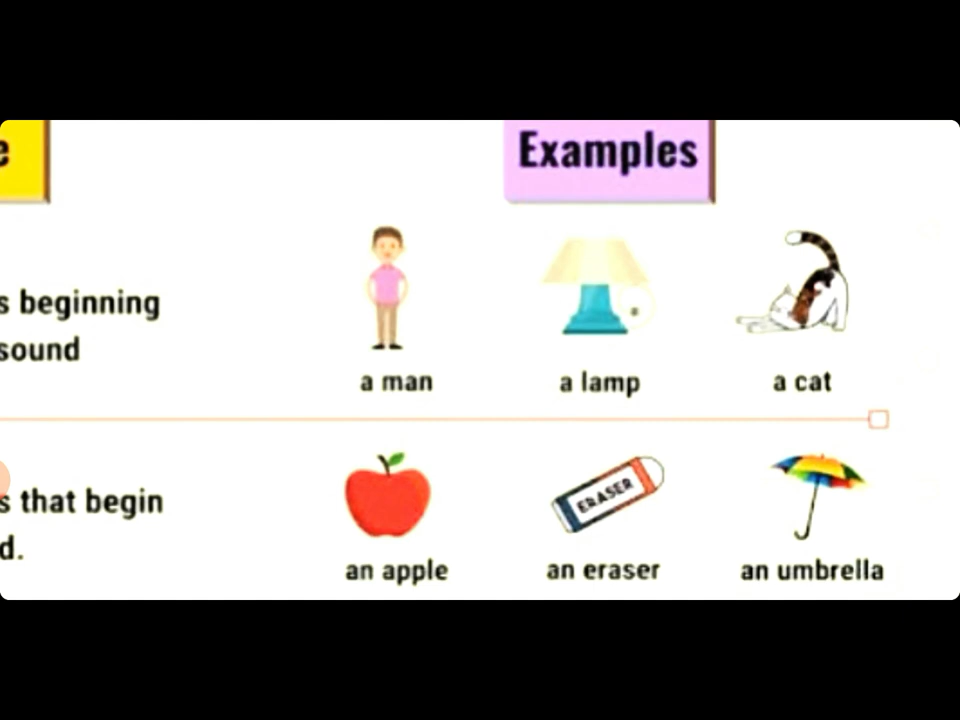 e
Examples
s beginning
sound
a man
a lamp
a cat
s that begin
d.
ERASER
an apple
an eraser
an umbrella